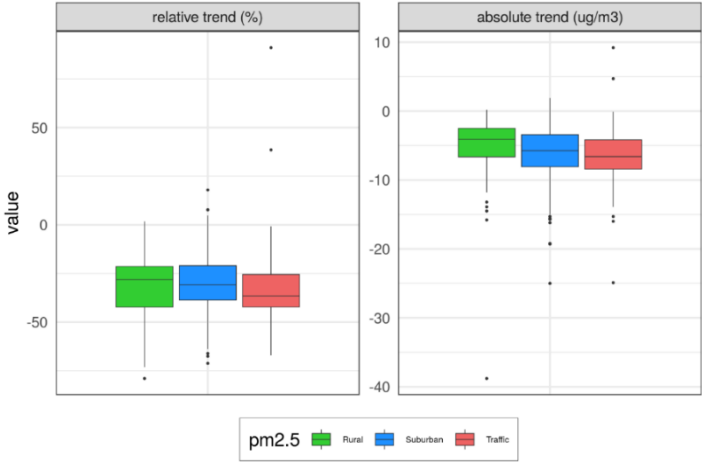 relative trend (%)
absolute trend (ug/m3)
value
50
0
-50
10
0
-10
-20
-30
-40
pm2.5 Rural Suburban Traffic